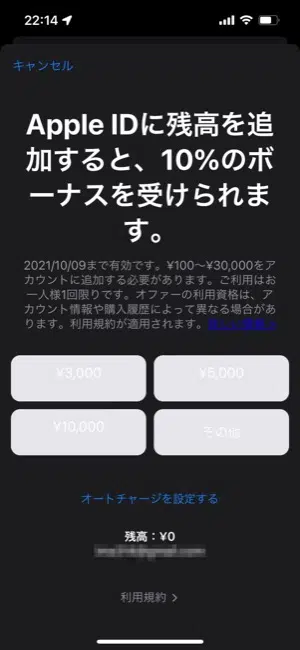 22:14
キャンセル
Apple IDに残高を追
加すると、10%のボ
ーナスを受けられま
す。
2021/10/09まで有効です。¥100〜¥30,000をア
カウントに追加する必要があります。ご利用はお
一人様1回限りです。オファーの利用資格は、ア
カウント情報や購入履歴によって異なる場合があ
ります。利用規約が適用されます。
¥3,000 ¥5,000
¥10,000 その他
オートチャージを設定する
残高：¥0
利用規約 >